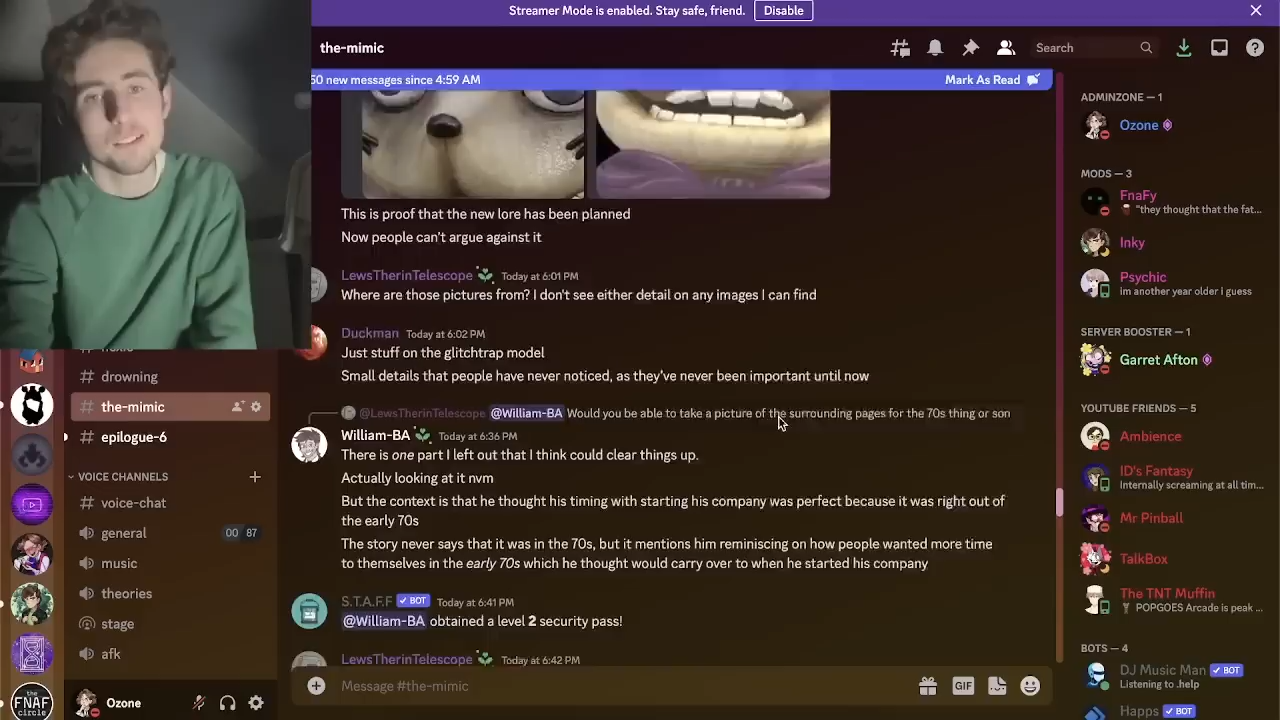 Streamer Mode is enabled. Stay safe, friend.
Disable
the-mimic
Search
50 new messages since 4:59 AM
Mark As Read
This is proof that the new lore has been planned
Now people can't argue against it
LewsTherinTelescope Today at 6:01 PM
Where are those pictures from? I don't see either detail on any images I can find
Duckman Today at 6:02 PM
Just stuff on the glitchtrap model
Small details that people have never noticed, as they've never been important until now
@LewsTherinTelescope @William-BA Would you be able to take a picture of the surrounding pages for the 70s thing or son
William-BA Today at 6:36 PM
There is one part I left out that I think could clear things up.
Actually looking at it nvm
But the context is that he thought his timing with starting his company was perfect because it was right out of
the early 70s
The story never says that it was in the 70s, but it mentions him reminiscing on how people wanted more time
to themselves in the early 70s which he thought would carry over to when he started his company
S.T.A.F.F BOT Today at 6:41 PM
@William-BA obtained a level 2 security pass!
LewsTherinTelescope Today at 6:42 PM
Message #the-mimic
GIF
drowning
the-mimic
epilogue-6
VOICE CHANNELS
voice-chat
general
00 87
music
theories
stage
afk
THE FNAF CIRCLE
Ozone
ADMINZONE — 1
Ozone
MODS — 3
FnaFy
"they thought that the fat...
Inky
Psychic
im another year older i guess
SERVER BOOSTER — 1
Garret Afton
YOUTUBE FRIENDS — 5
Ambience
ID's Fantasy
Internally screaming at all tim...
Mr Pinball
TalkBox
The TNT Muffin
POPGOES Arcade is peak ...
BOTS — 4
DJ Music Man BOT
Listening to .help
Happs BOT